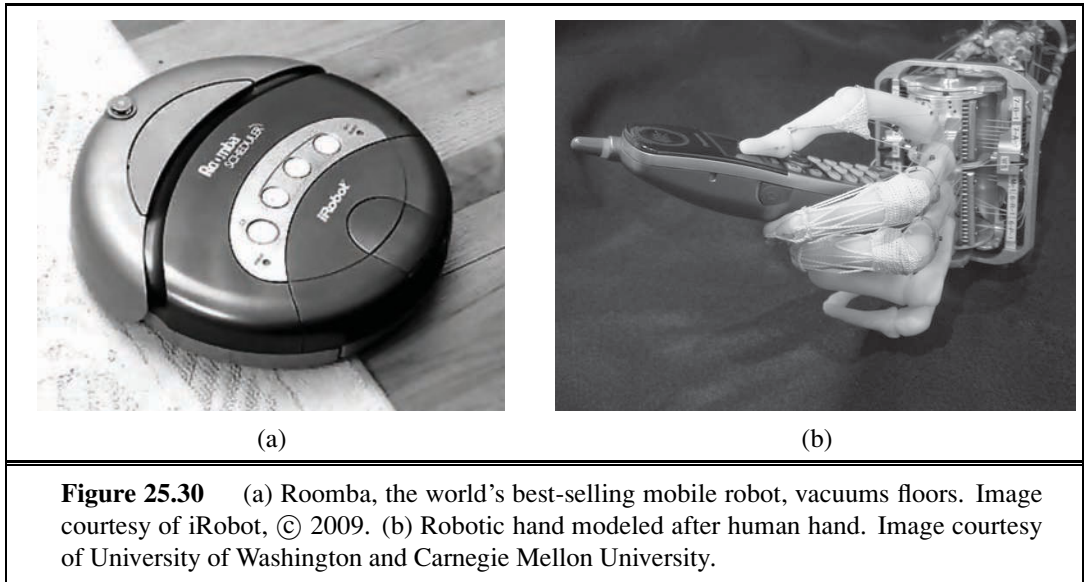 Roomba
SCHEDULER
iRobot
(a)
(b)
Figure 25.30 (a) Roomba, the world's best-selling mobile robot, vacuums floors. Image
courtesy of iRobot, © 2009. (b) Robotic hand modeled after human hand. Image courtesy
of University of Washington and Carnegie Mellon University.